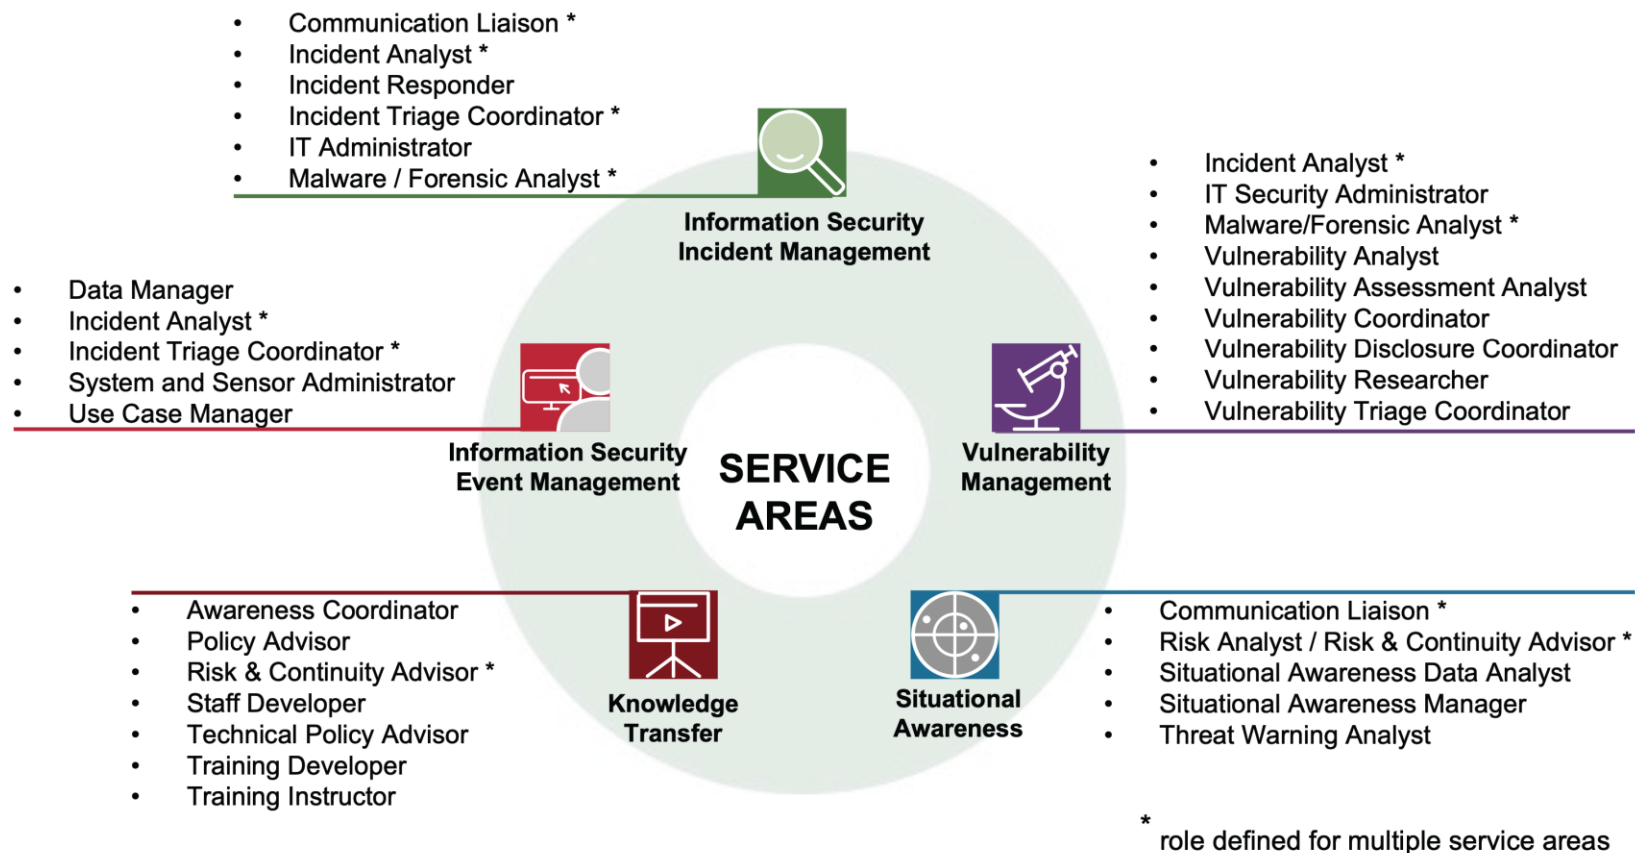 • Communication Liaison *
• Incident Analyst *
• Incident Responder
• Incident Triage Coordinator *
• IT Administrator
• Malware / Forensic Analyst *
Information Security
Incident Management
• Incident Analyst *
• IT Security Administrator
• Malware/Forensic Analyst *
• Vulnerability Analyst
• Vulnerability Assessment Analyst
• Vulnerability Coordinator
• Vulnerability Disclosure Coordinator
• Vulnerability Researcher
• Vulnerability Triage Coordinator
• Data Manager
• Incident Analyst *
• Incident Triage Coordinator *
• System and Sensor Administrator
• Use Case Manager
Information Security
Event Management
SERVICE
AREAS
Vulnerability
Management
• Awareness Coordinator
• Policy Advisor
• Risk & Continuity Advisor *
• Staff Developer
• Technical Policy Advisor
• Training Developer
• Training Instructor
Knowledge
Transfer
Situational
Awareness
• Communication Liaison *
• Risk Analyst / Risk & Continuity Advisor *
• Situational Awareness Data Analyst
• Situational Awareness Manager
• Threat Warning Analyst
* role defined for multiple service areas